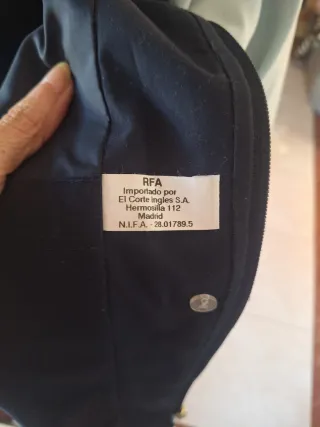 RFA
Importado por
El Corte Ingles S.A.
Hermosilla 112
Madrid
N.I.F.A. - 28.01789.5